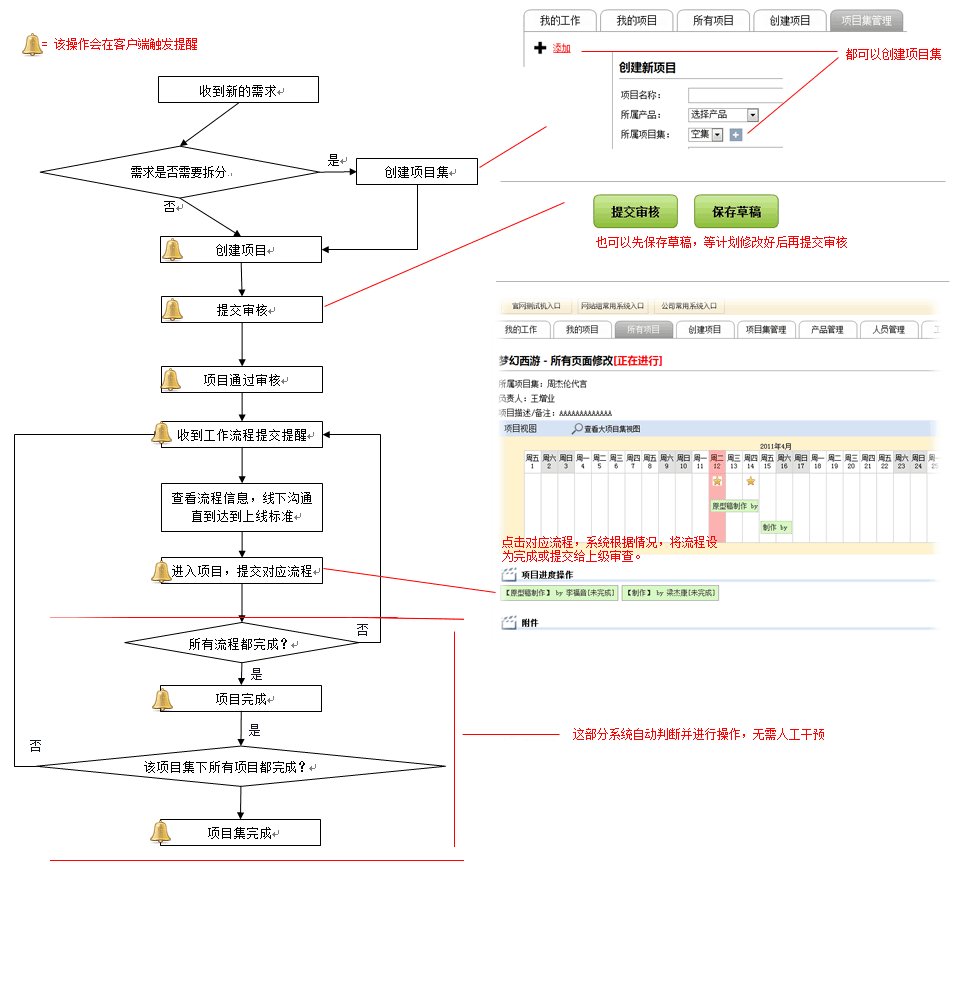 = 该操作会在客户端触发提醒
收到新的需求
需求是否需要拆分
是
创建项目集
否
创建项目
提交审核
项目通过审核
收到工作流程提交提醒
查看流程信息，线下沟通
直到达到上线标准
进入项目，提交对应流程
所有流程都完成？
否
是
项目完成
是
否
该项目集下所有项目都完成？
项目集完成
我的工作 我的项目 所有项目 创建项目 项目集管理
添加
都可以创建项目集
创建新项目
项目名称：
所属产品： 选择产品
所属项目集： 空集
提交审核 保存草稿
也可以先保存草稿，等计划修改好后再提交审核
官网测试机入口 网站组常用系统入口 公司常用系统入口
我的工作 我的项目 所有项目 创建项目 项目集管理 产品管理 人员管理
梦幻西游 - 所有页面修改[正在进行]
所属项目集：周杰伦代言
负责人：王增业
项目描述/备注：AAAAAAAAAAAAA
项目视图 查看大项目集视图
2011年4月
周五 周六 周日 周一 周二 周三 周四 周五 周六 周日 周一 周二 周三 周四 周五 周六 周日 周一 周二 周三 周四 周五 周六 周日 周一
1 2 3 4 5 6 7 8 9 10 11 12 13 14 15 16 17 18 19 20 21 22 23 24 25
原型稿制作 by
制作 by
点击对应流程，系统根据情况，将流程设
为完成或提交给上级审查。
项目进度操作
【原型稿制作】 by 李福音[未完成] 【制作】 by 梁杰康[未完成]
附件
这部分系统自动判断并进行操作，无需人工干预